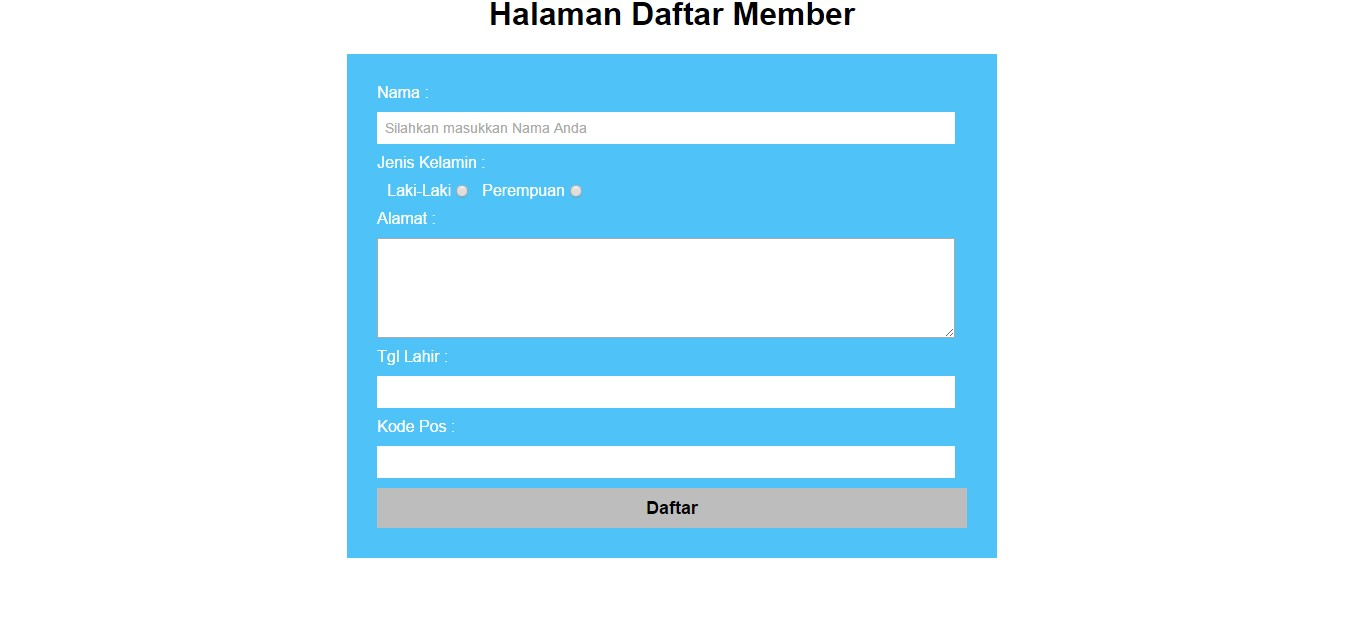 Halaman Daftar Member
Nama :
Silahkan masukkan Nama Anda
Jenis Kelamin :
Laki-Laki Perempuan
Alamat :
Tgl Lahir :
Kode Pos :
Daftar